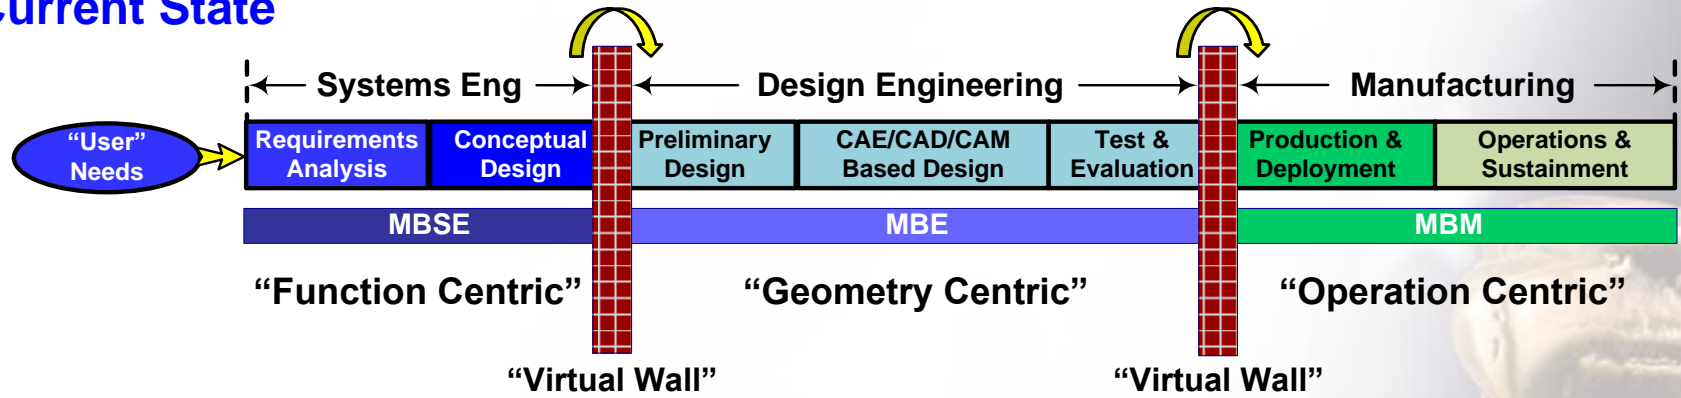 Current State
Systems Eng
Design Engineering
Manufacturing
“User”
Needs
Requirements
Analysis
Conceptual
Design
Preliminary
Design
CAE/CAD/CAM
Based Design
Test &
Evaluation
Production &
Deployment
Operations &
Sustainment
MBSE
MBE
MBM
“Function Centric”
“Geometry Centric”
“Operation Centric”
“Virtual Wall”
“Virtual Wall”